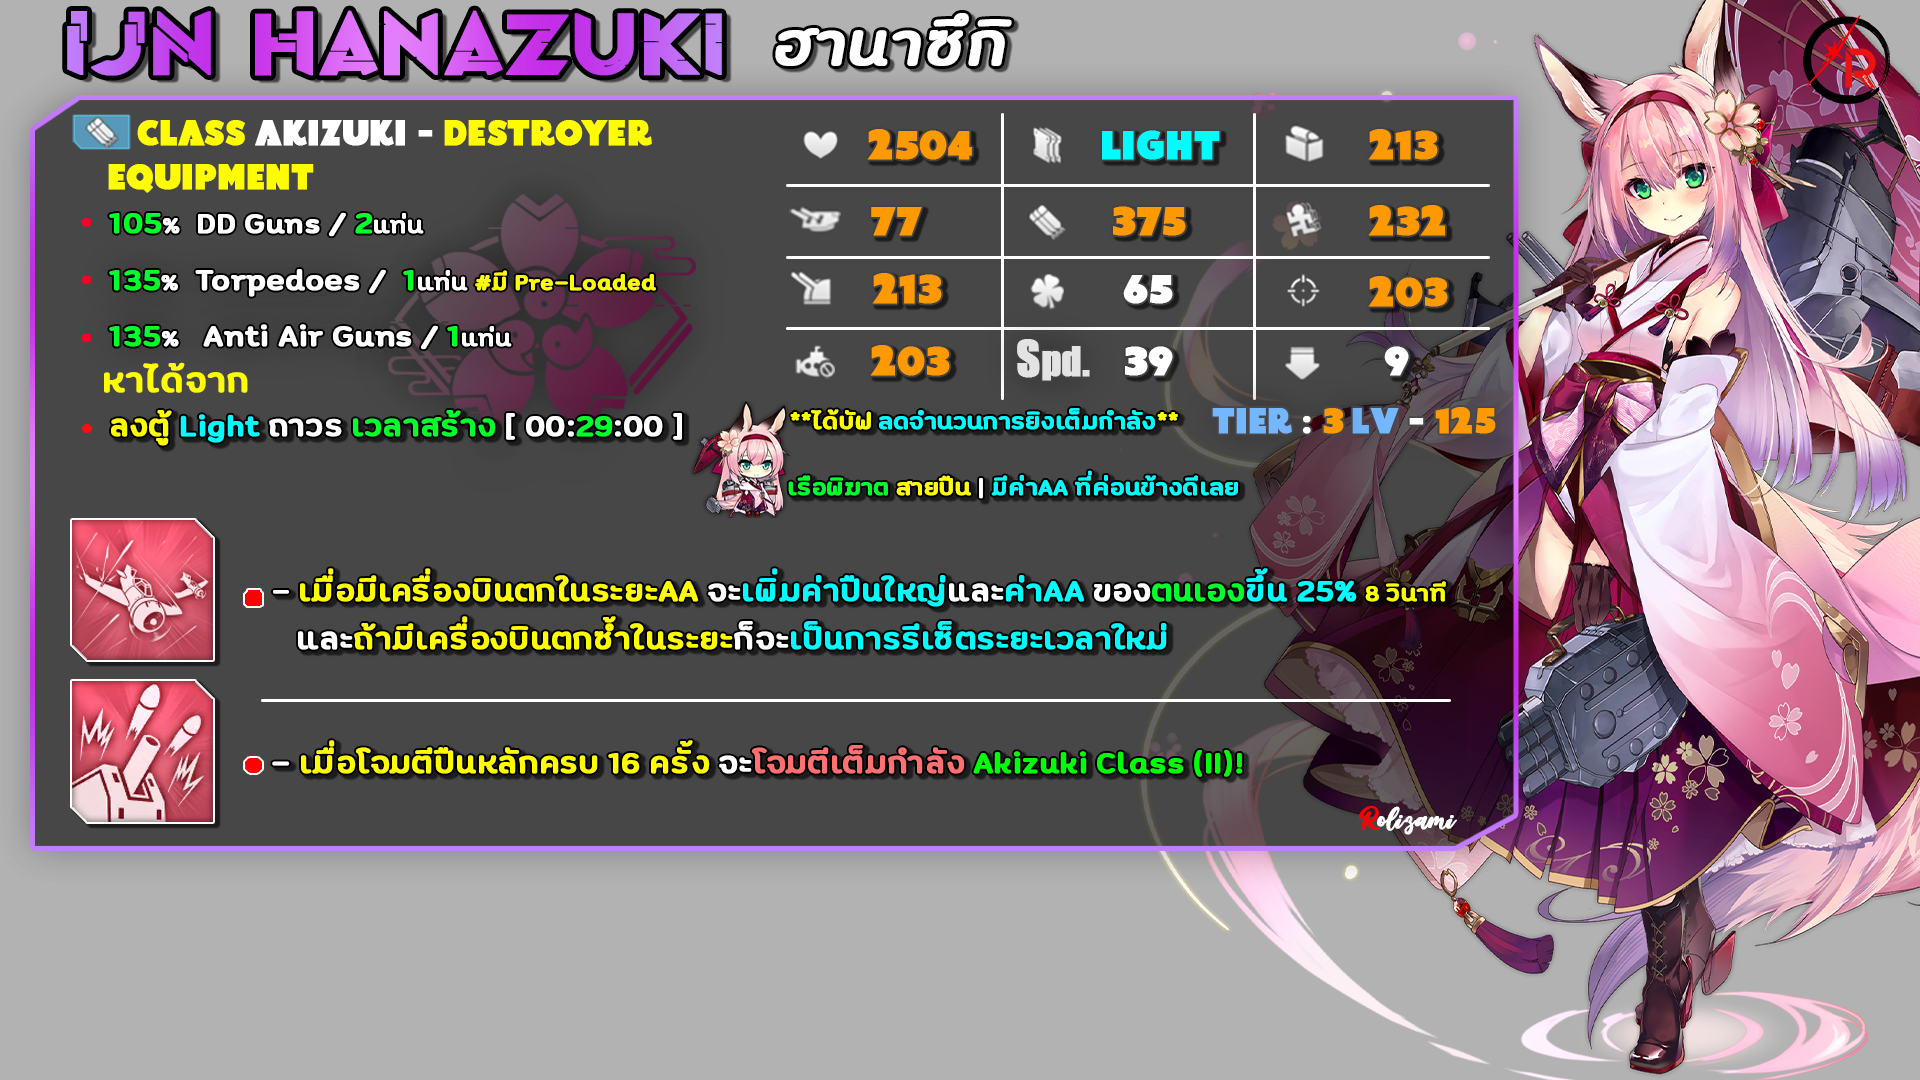 IJN HANAZUKI ฮานาซึกิ
CLASS AKIZUKI - DESTROYER
EQUIPMENT
105% DD Guns / 2แท่น
135% Torpedoes / 1แท่น #มี Pre-Loaded
135% Anti Air Guns / 1แท่น
หาได้จาก
ลงตู้ Light ถาวร เวลาสร้าง [ 00:29:00 ]
2504 LIGHT 213
77 375 232
213 65 203
203 Spd. 39 9
**ได้บัฟ ลดจำนวนการยิงเต็มกำลัง** TIER : 3 LV - 125
เรือพิฆาต สายปืน | มีค่าAA ที่ค่อนข้างดีเลย
- เมื่อมีเครื่องบินตกในระยะAA จะเพิ่มค่าปืนใหญ่และค่าAA ของตนเองขึ้น 25% 8 วินาที
และถ้ามีเครื่องบินตกซ้ำในระยะก็จะเป็นการรีเซ็ตระยะเวลาใหม่
- เมื่อโจมตีปืนหลักครบ 16 ครั้ง จะโจมตีเต็มกำลัง Akizuki Class (II)!
Rolizami
R